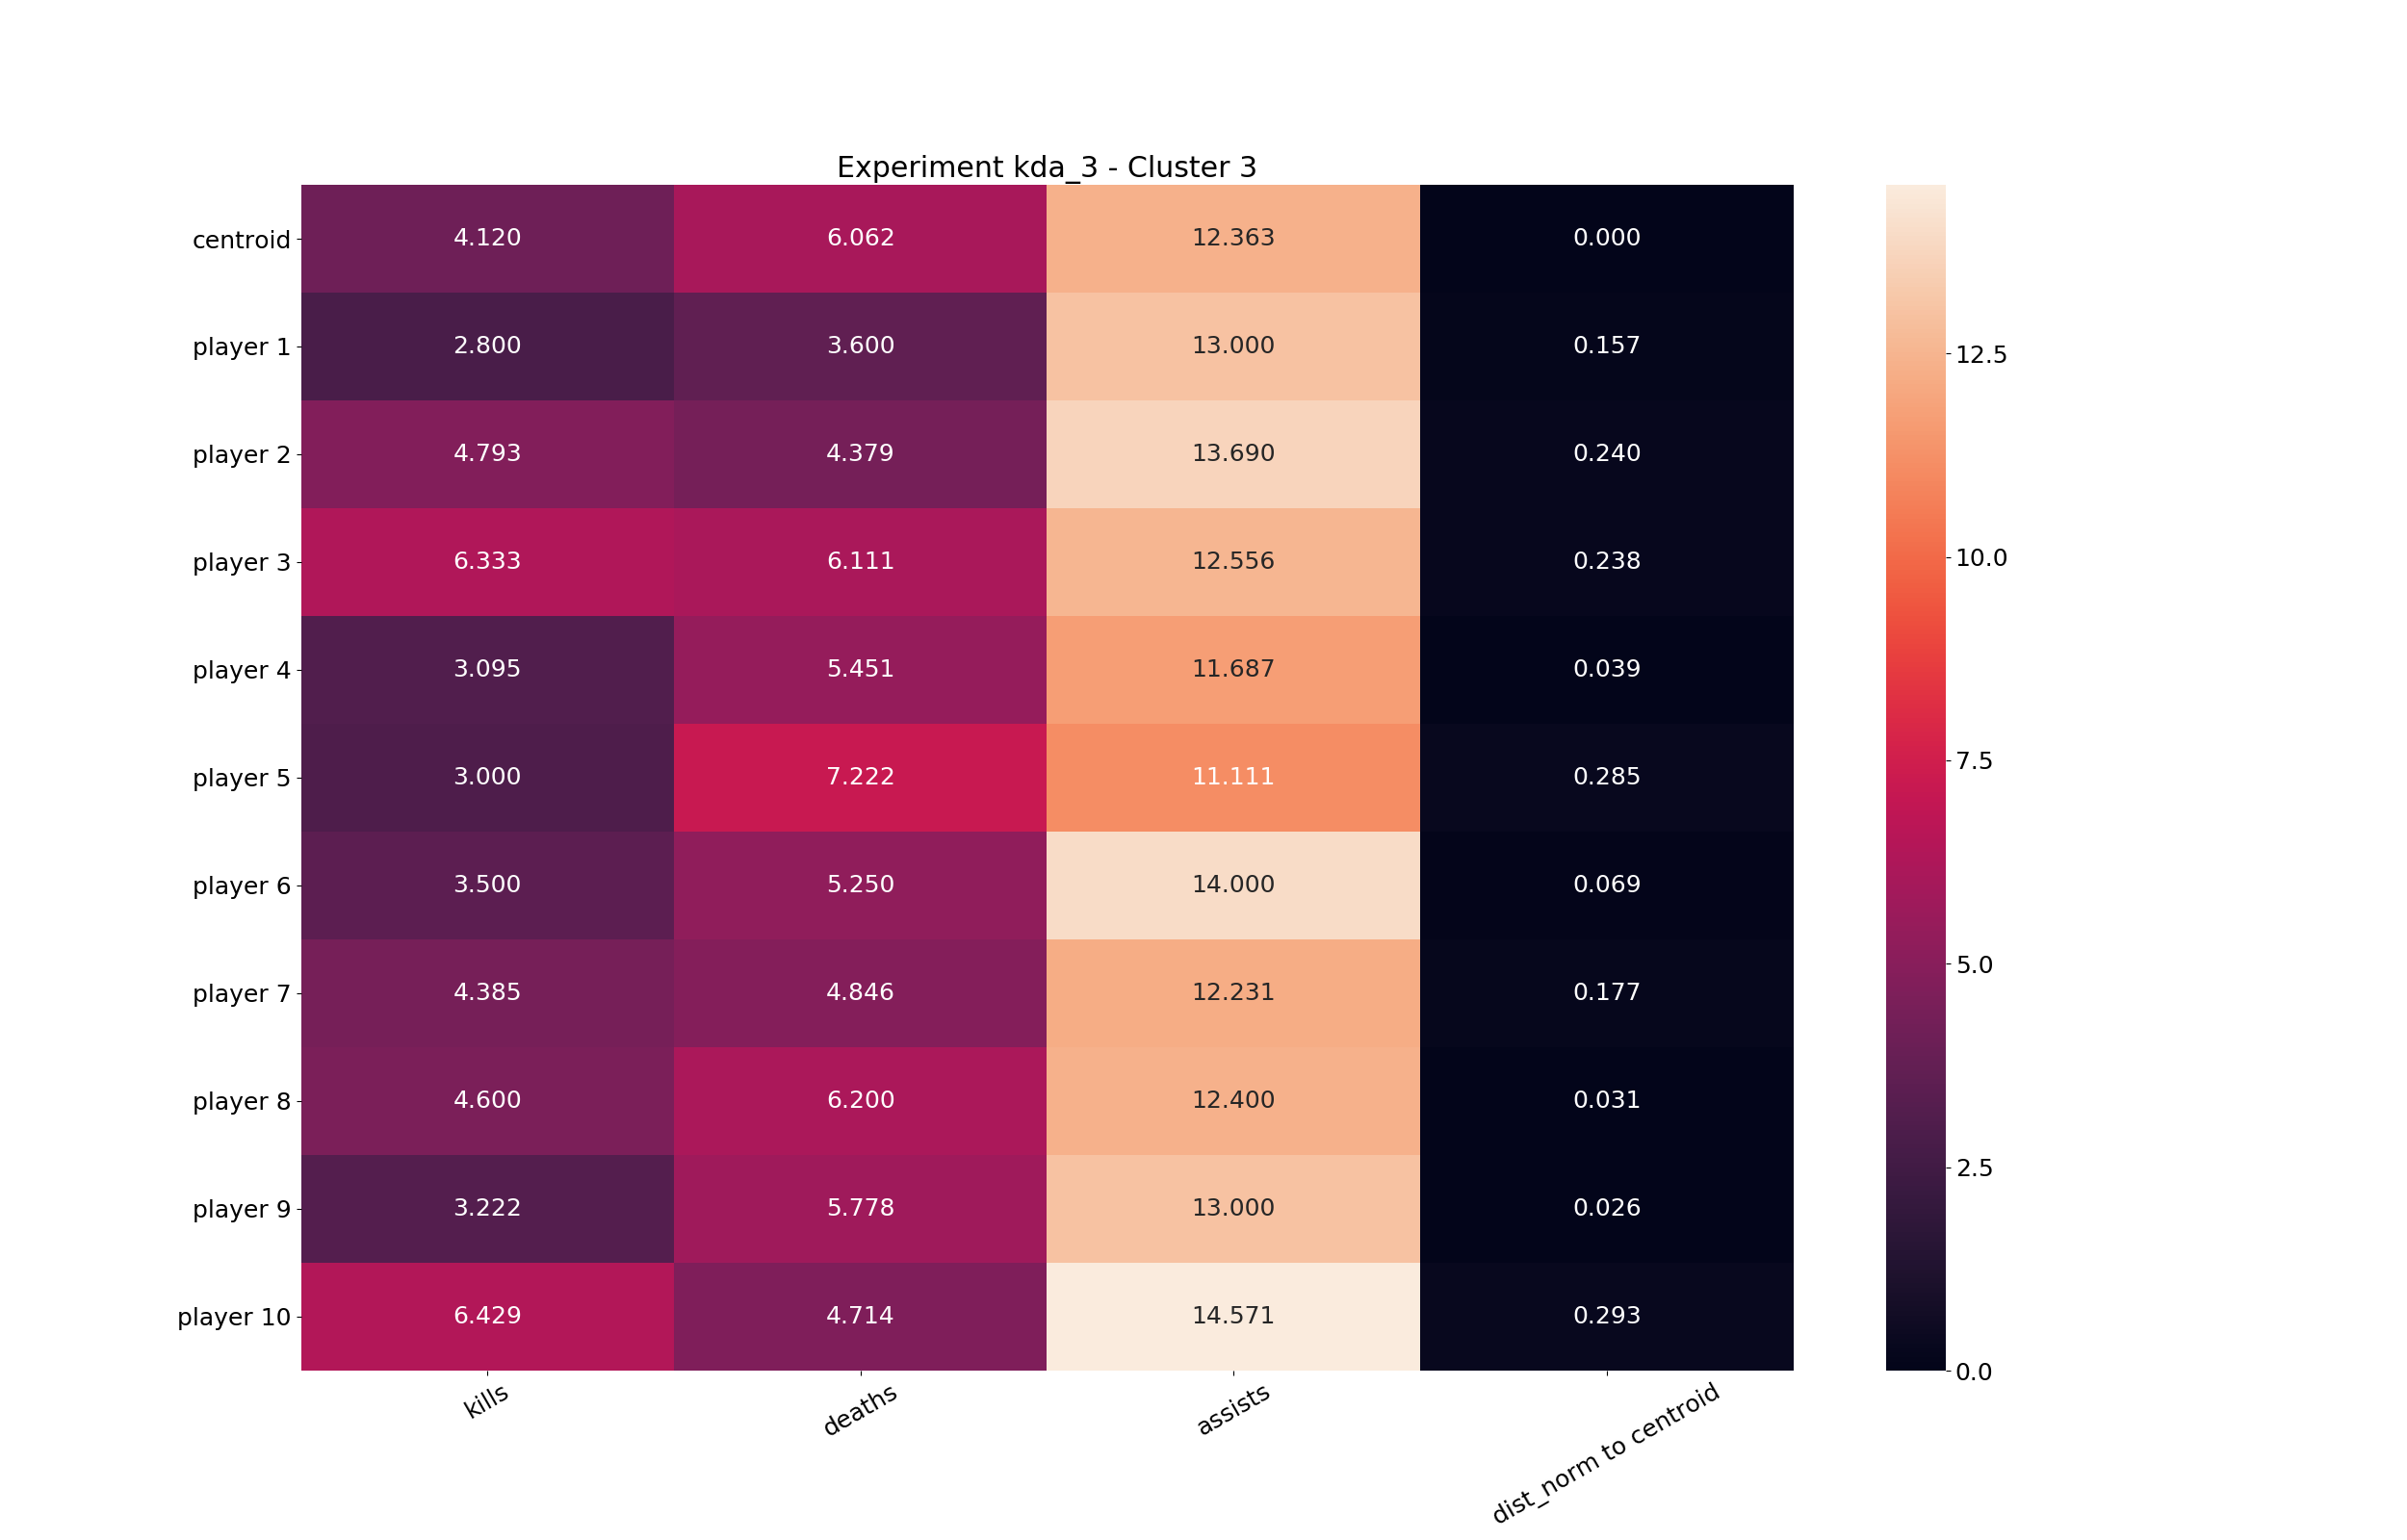 Experiment kda_3 - Cluster 3
centroid 4.120 6.062 12.363 0.000
player 1 2.800 3.600 13.000 0.157
player 2 4.793 4.379 13.690 0.240
player 3 6.333 6.111 12.556 0.238
player 4 3.095 5.451 11.687 0.039
player 5 3.000 7.222 11.111 0.285
player 6 3.500 5.250 14.000 0.069
player 7 4.385 4.846 12.231 0.177
player 8 4.600 6.200 12.400 0.031
player 9 3.222 5.778 13.000 0.026
player 10 6.429 4.714 14.571 0.293
kills deaths assists dist_norm to centroid
12.5
10.0
7.5
5.0
2.5
0.0